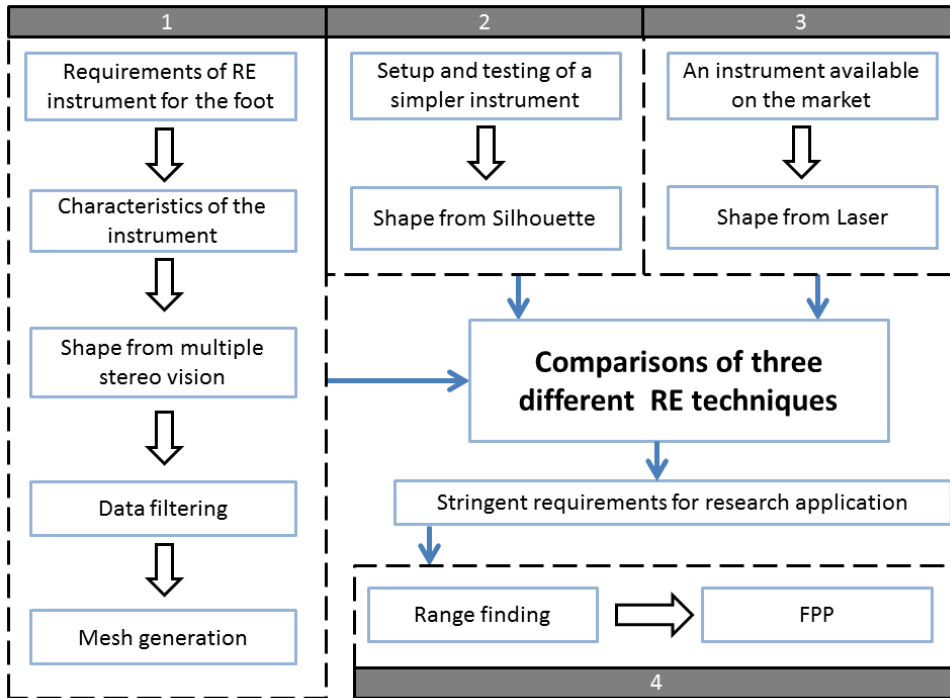 1
Requirements of RE
instrument for the foot
Characteristics of the
instrument
Shape from multiple
stereo vision
Data filtering
Mesh generation
2
Setup and testing of a
simpler instrument
Shape from Silhouette
3
An instrument available
on the market
Shape from Laser
Comparisons of three
different RE techniques
Stringent requirements for research application
Range finding
FPP
4